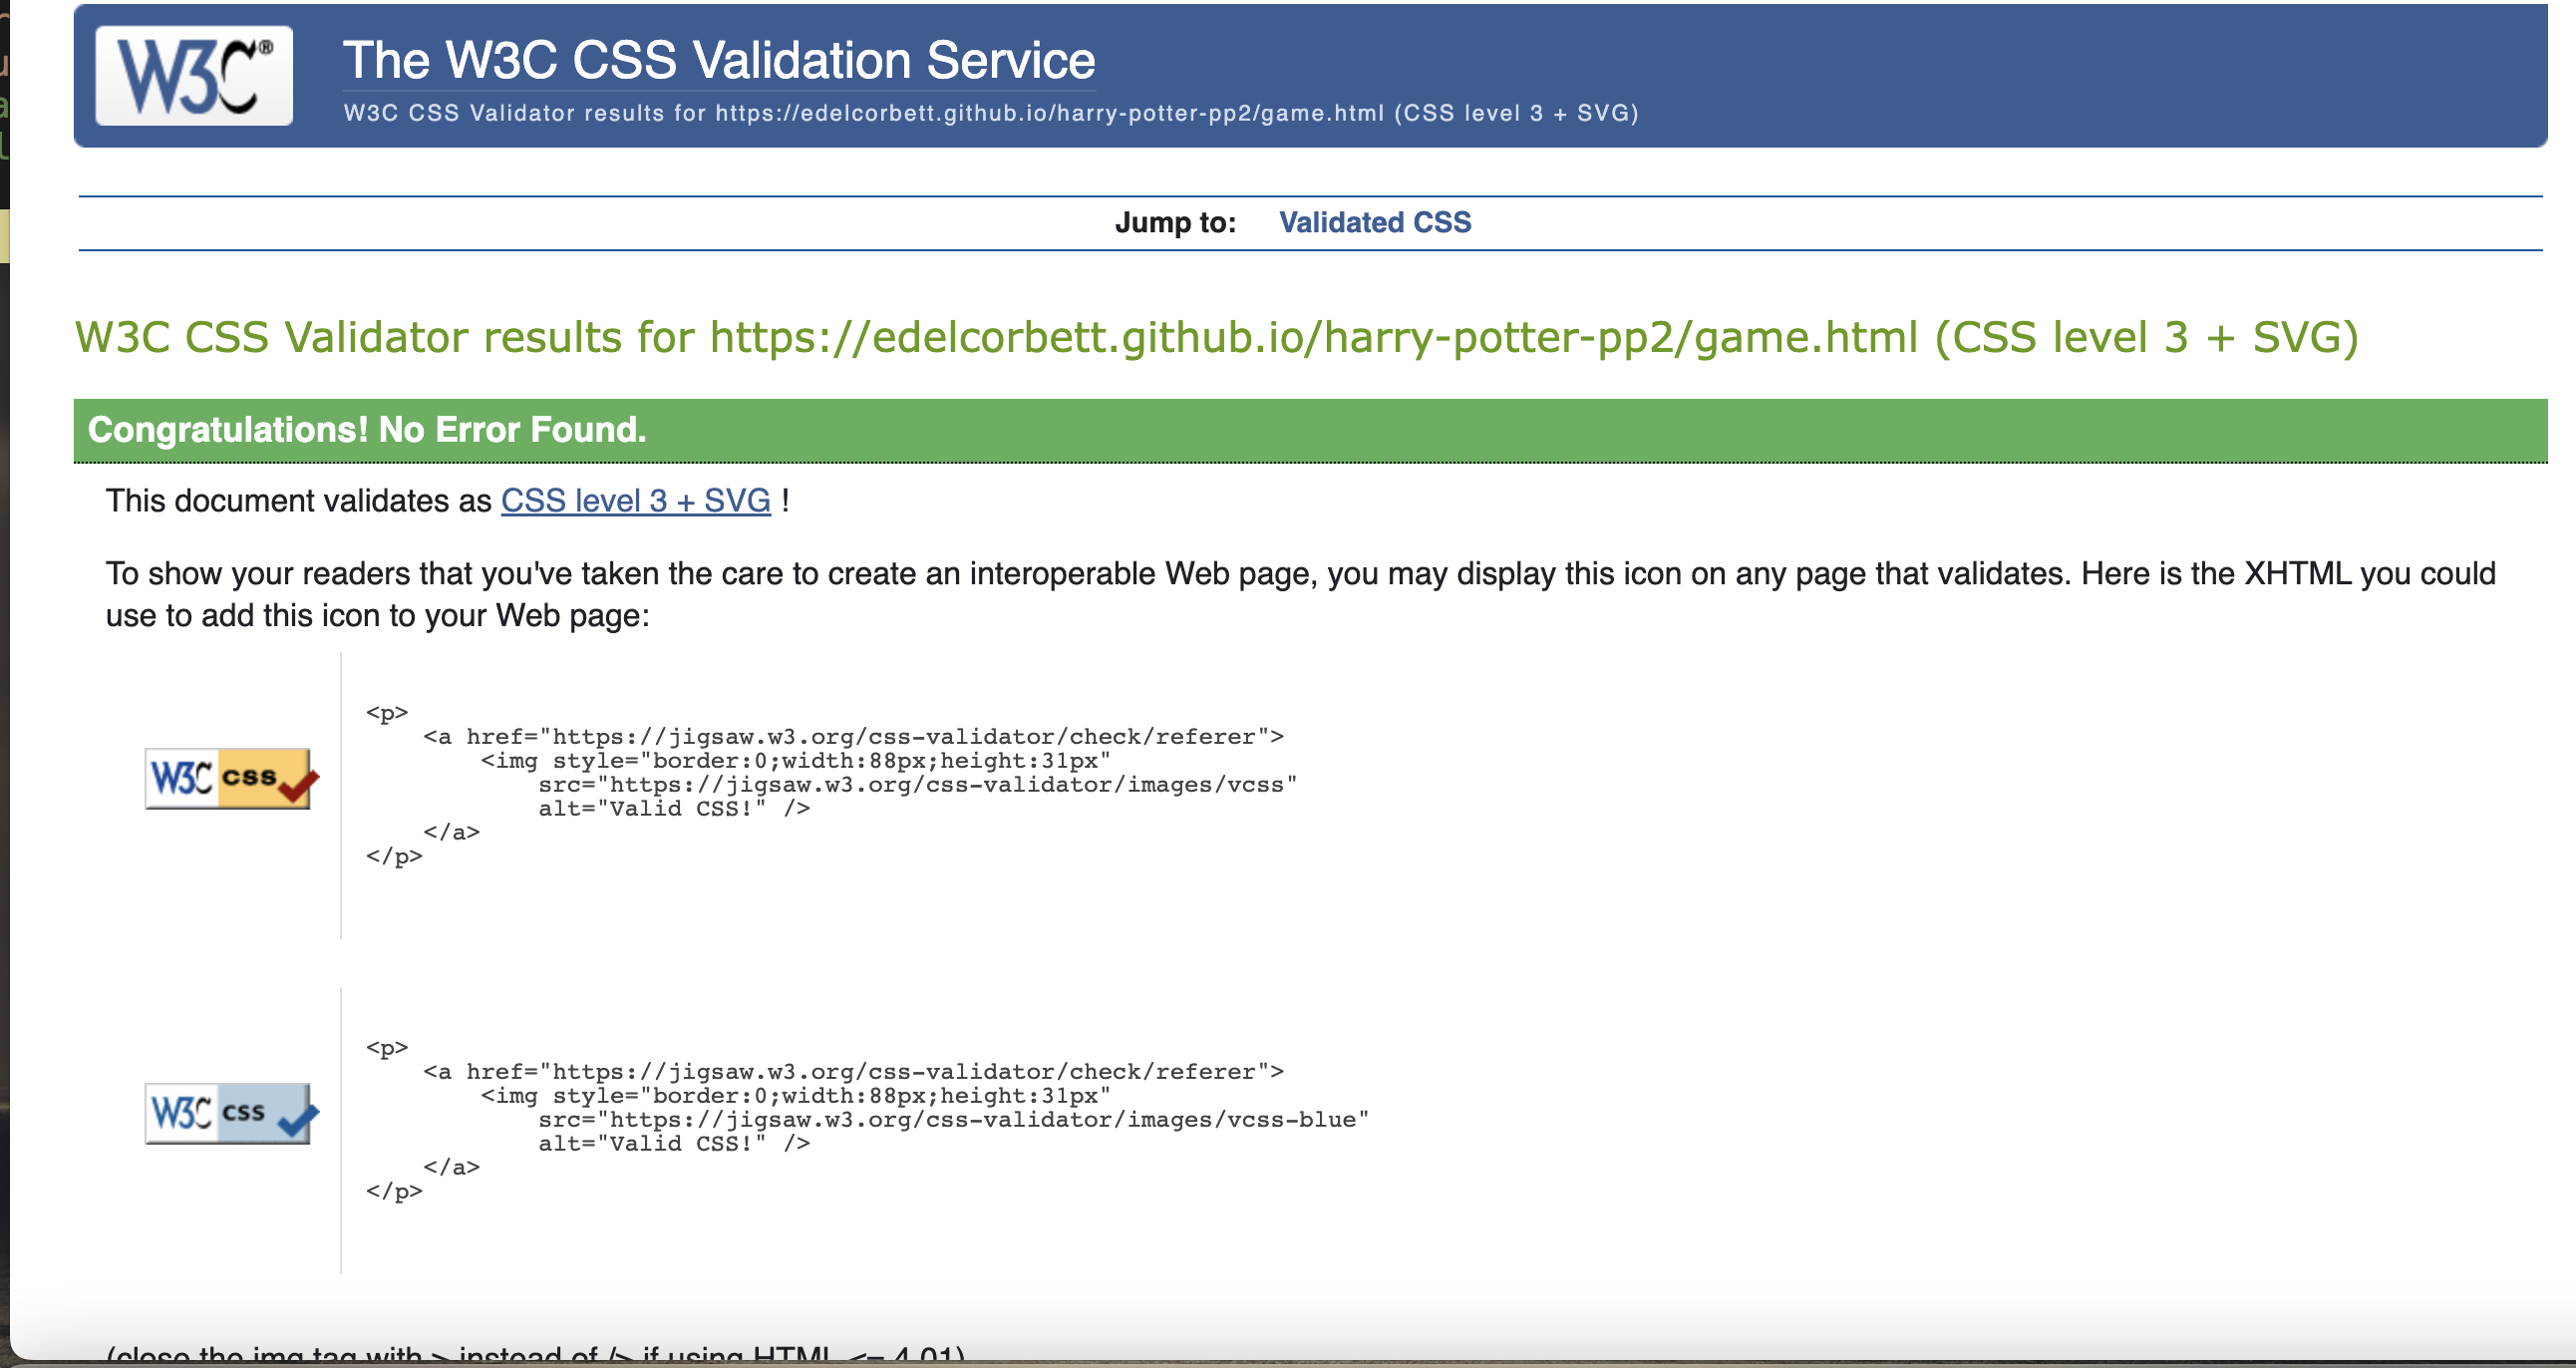 W3C®
The W3C CSS Validation Service
W3C CSS Validator results for https://edelcorbett.github.io/harry-potter-pp2/game.html (CSS level 3 + SVG)
Jump to: Validated CSS
W3C CSS Validator results for https://edelcorbett.github.io/harry-potter-pp2/game.html (CSS level 3 + SVG)
Congratulations! No Error Found.
This document validates as CSS level 3 + SVG !
To show your readers that you've taken the care to create an interoperable Web page, you may display this icon on any page that validates. Here is the XHTML you could
use to add this icon to your Web page:
W3C css
<p>
<a href="https://jigsaw.w3.org/css-validator/check/referer">
<img style="border:0;width:88px;height:31px"
src="https://jigsaw.w3.org/css-validator/images/vcss"
alt="Valid CSS!" />
</a>
</p>
W3C css
<p>
<a href="https://jigsaw.w3.org/css-validator/check/referer">
<img style="border:0;width:88px;height:31px"
src="https://jigsaw.w3.org/css-validator/images/vcss-blue"
alt="Valid CSS!" />
</a>
</p>
(close the img tag with > instead of /> if using HTML <= 4.01)